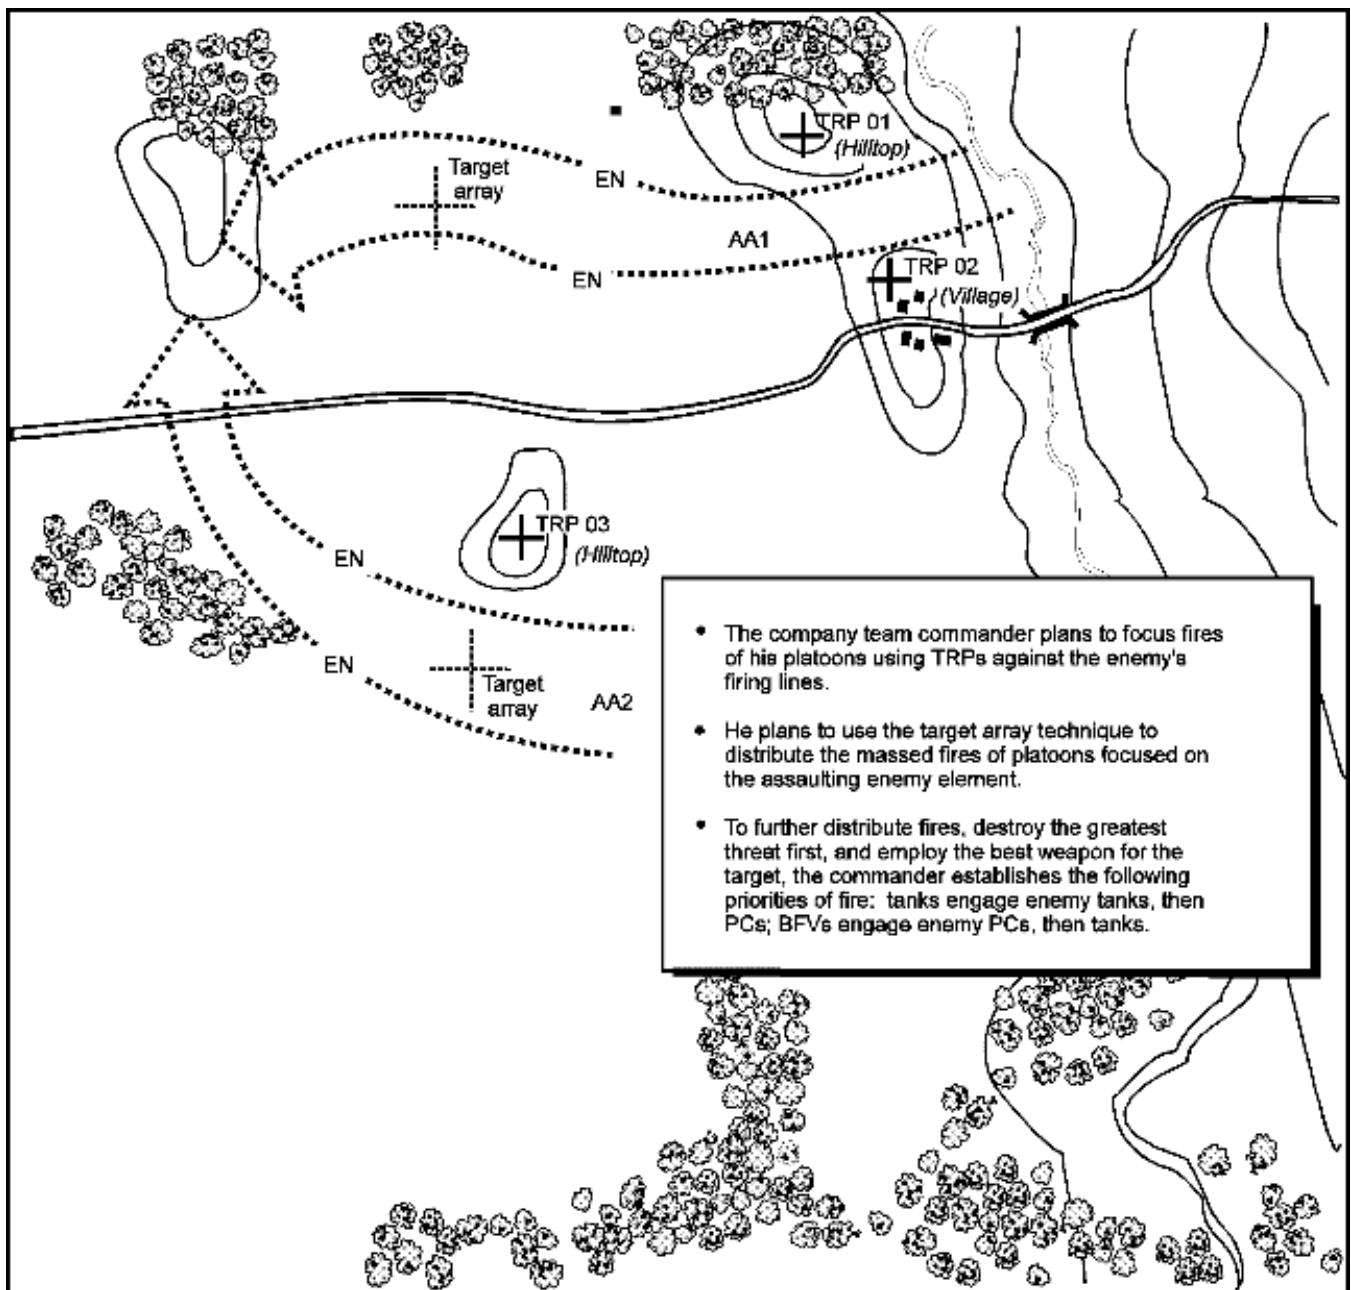 TRP 01
(Hilltop)
Target
array
EN
AA1
EN
TRP 02
(Village)
TRP 03
(Hilltop)
EN
EN
Target
array
AA2
• The company team commander plans to focus fires
of his platoons using TRPs against the enemy's
firing lines.
• He plans to use the target array technique to
distribute the massed fires of platoons focused on
the assaulting enemy element.
• To further distribute fires, destroy the greatest
threat first, and employ the best weapon for the
target, the commander establishes the following
priorities of fire: tanks engage enemy tanks, then
PCs; BFVs engage enemy PCs, then tanks.